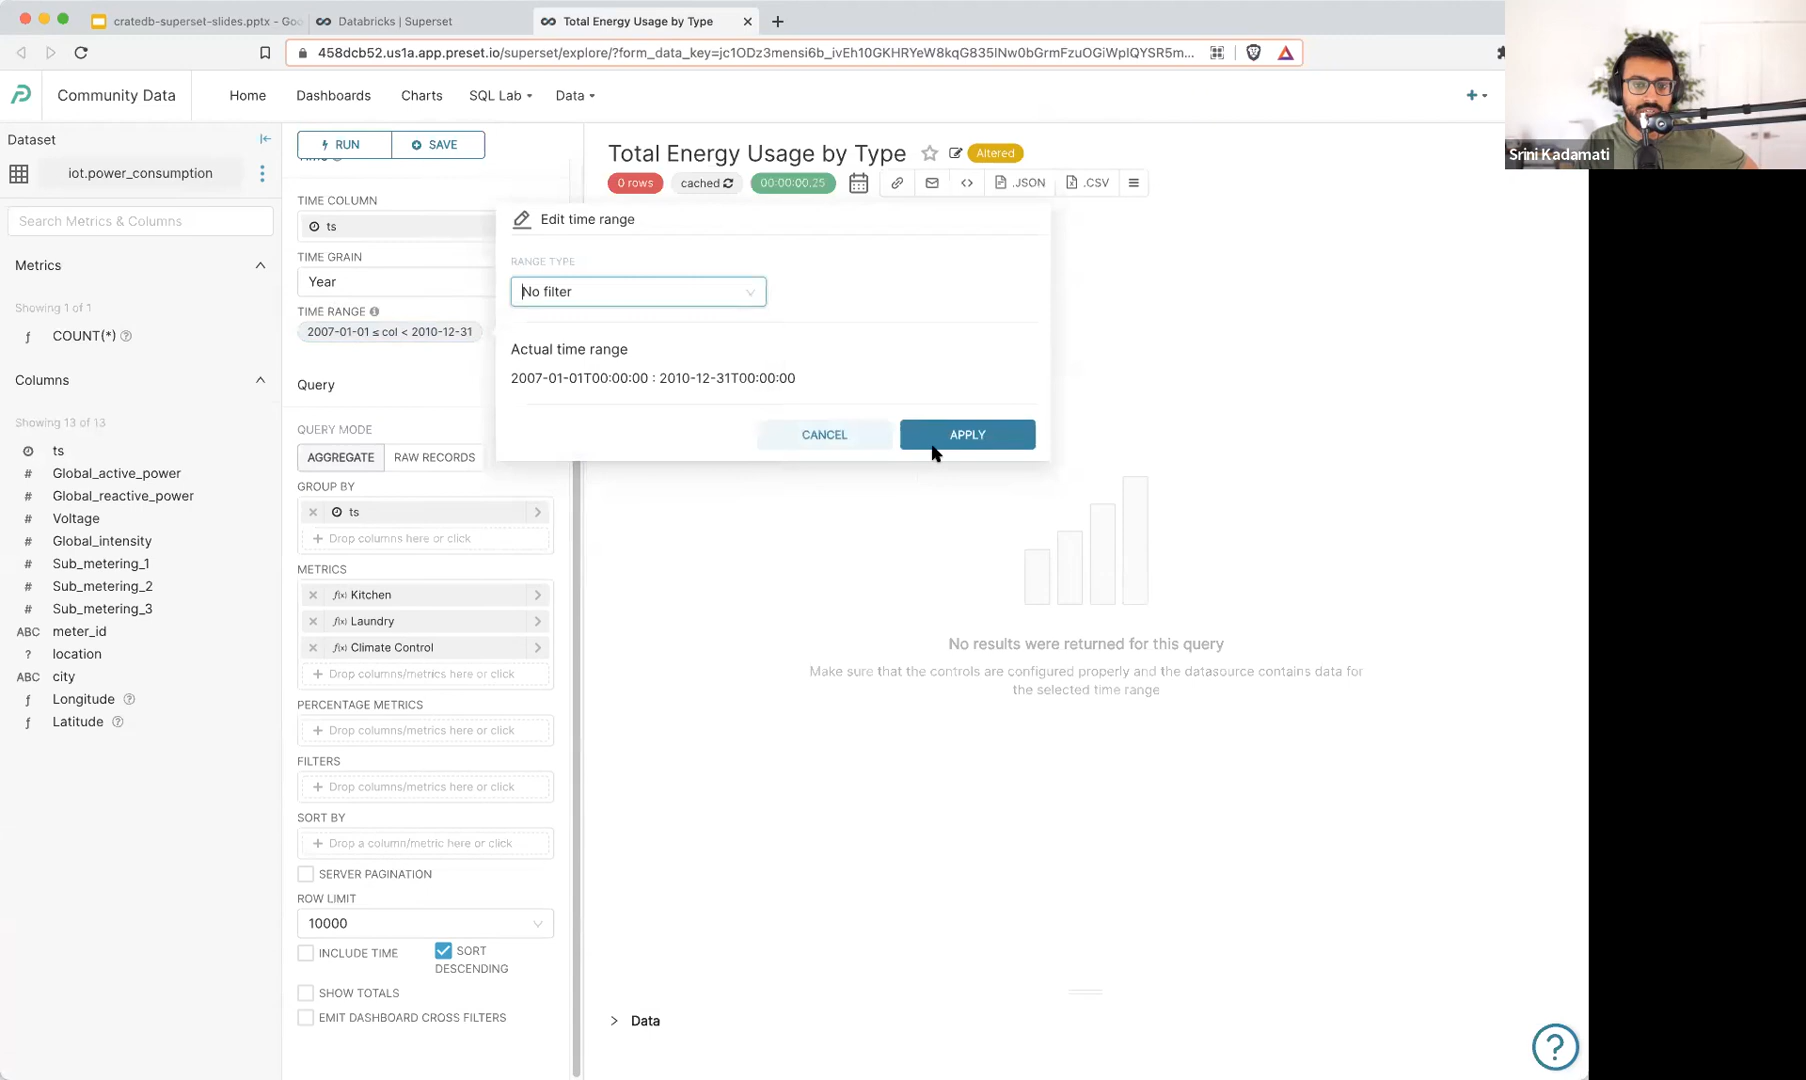 cratedb-superset-slides.pptx - Goo
Databricks | Superset
Total Energy Usage by Type
458dcb52.us1a.app.preset.io/superset/explore/?form_data_key=jc1ODz3mensi6b_ivEh10GKHRYeW8kqG835INw0bGrmFzuOGiWpIQYSR5m...
Community Data
Home
Dashboards
Charts
SQL Lab
Data
Srini Kadamati
Dataset
iot.power_consumption
Search Metrics & Columns
Metrics
Showing 1 of 1
f COUNT(*)
Columns
Showing 13 of 13
ts
# Global_active_power
# Global_reactive_power
# Voltage
# Global_intensity
# Sub_metering_1
# Sub_metering_2
# Sub_metering_3
ABC meter_id
? location
ABC city
f Longitude
f Latitude
RUN
SAVE
TIME COLUMN
ts
TIME GRAIN
Year
TIME RANGE
2007-01-01 ≤ col < 2010-12-31
Query
QUERY MODE
AGGREGATE
RAW RECORDS
GROUP BY
ts
+ Drop columns here or click
METRICS
f(x) Kitchen
f(x) Laundry
f(x) Climate Control
+ Drop columns/metrics here or click
PERCENTAGE METRICS
+ Drop columns/metrics here or click
FILTERS
+ Drop columns/metrics here or click
SORT BY
+ Drop a column/metric here or click
SERVER PAGINATION
ROW LIMIT
10000
INCLUDE TIME
SORT
DESCENDING
SHOW TOTALS
EMIT DASHBOARD CROSS FILTERS
Total Energy Usage by Type
Altered
0 rows
cached
00:00:00.25
.JSON
.CSV
Edit time range
RANGE TYPE
No filter
Actual time range
2007-01-01T00:00:00 : 2010-12-31T00:00:00
CANCEL
APPLY
No results were returned for this query
Make sure that the controls are configured properly and the datasource contains data for
the selected time range
Data
?